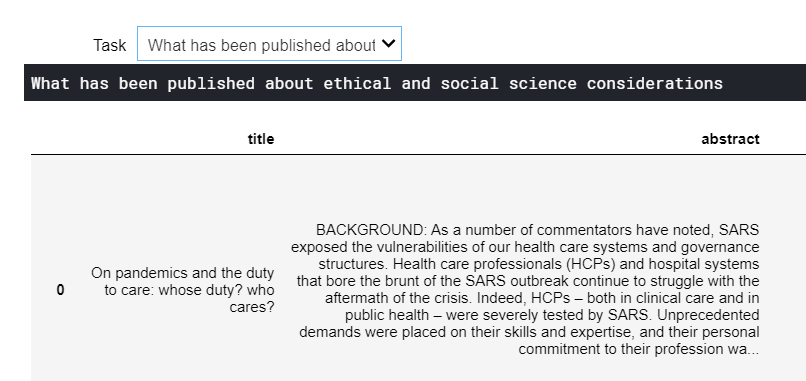 Task What has been published about
What has been published about ethical and social science considerations
title abstract
BACKGROUND: As a number of commentators have noted, SARS
exposed the vulnerabilities of our health care systems and governance
structures. Health care professionals (HCPs) and hospital systems
0 On pandemics and the duty
to care: whose duty? who
cares?
that bore the brunt of the SARS outbreak continue to struggle with the
aftermath of the crisis. Indeed, HCPs – both in clinical care and in
public health – were severely tested by SARS. Unprecedented
demands were placed on their skills and expertise, and their personal
commitment to their profession wa...